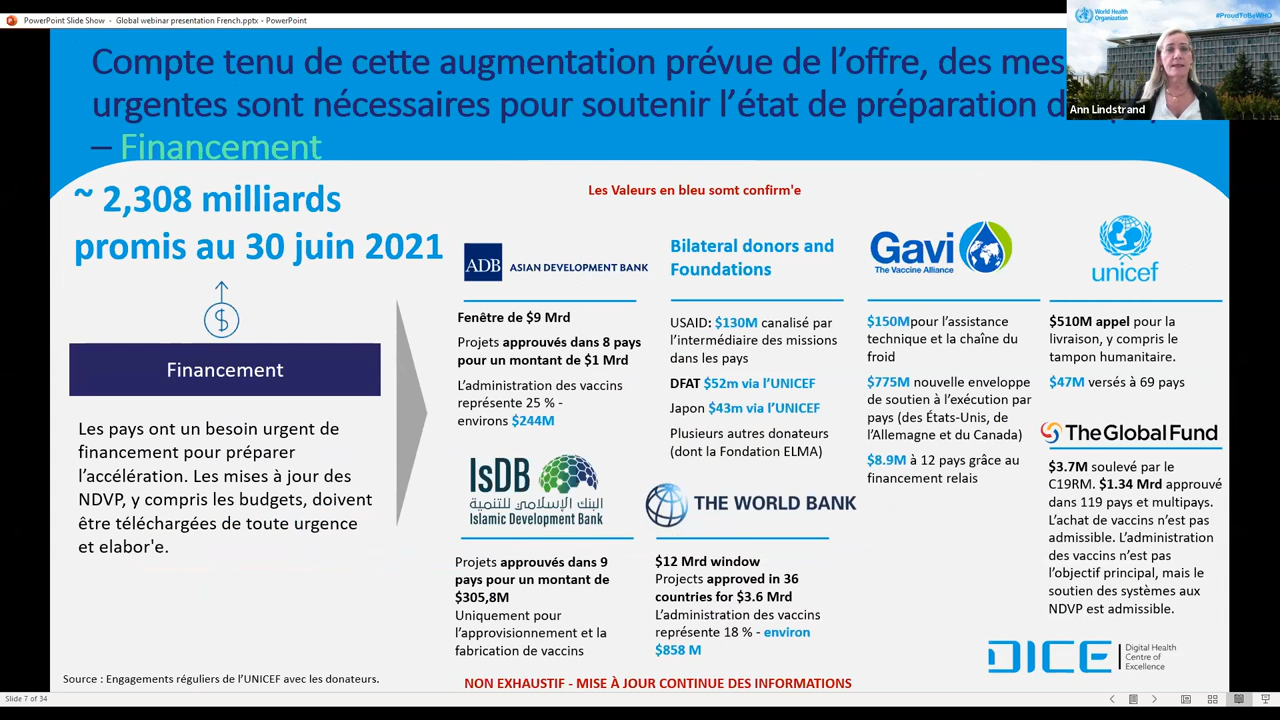 PowerPoint Slide Show - Global webinar presentation French.pptx - PowerPoint
World Health
Organization
#ProudToBeWHO
Ann Lindstrand
Compte tenu de cette augmentation prévue de l'offre, des mes
urgentes sont nécessaires pour soutenir l'état de préparation d
– Financement
~ 2,308 milliards
promis au 30 juin 2021
Financement
Les pays ont un besoin urgent de
financement pour préparer
l'accélération. Les mises à jour des
NDVP, y compris les budgets, doivent
être téléchargées de toute urgence
et elabor'e.
Les Valeurs en bleu somt confirm'e
ADB ASIAN DEVELOPMENT BANK
Fenêtre de $9 Mrd
Projets approuvés dans 8 pays
pour un montant de $1 Mrd
L'administration des vaccins
représente 25 % -
environs $244M
Bilateral donors and
Foundations
USAID: $130M canalisé par
l'intermédiaire des missions
dans les pays
DFAT $52m via l'UNICEF
Japon $43m via l'UNICEF
Plusieurs autres donateurs
(dont la Fondation ELMA)
Gavi
The Vaccine Alliance
$150Mpour l'assistance
technique et la chaîne du
froid
$775M nouvelle enveloppe
de soutien à l'exécution par
pays (des États-Unis, de
l'Allemagne et du Canada)
$8.9M à 12 pays grâce au
financement relais
unicef
$510M appel pour la
livraison, y compris le
tampon humanitaire.
$47M versés à 69 pays
IsDB
البنك الإسلامي للتنمية
Islamic Development Bank
Projets approuvés dans 9
pays pour un montant de
$305,8M
Uniquement pour
l'approvisionnement et la
fabrication de vaccins
THE WORLD BANK
$12 Mrd window
Projects approved in 36
countries for $3.6 Mrd
L'administration des vaccins
représente 18 % - environ
$858 M
TheGlobalFund
$3.7M soulevé par le
C19RM. $1.34 Mrd approuvé
dans 119 pays et multipays.
L'achat de vaccins n'est pas
admissible. L'administration
des vaccins n'est pas
l'objectif principal, mais le
soutien des systèmes aux
NDVP est admissible.
DICE
Digital Health
Centre of
Excellence
Source : Engagements réguliers de l'UNICEF avec les donateurs.
NON EXHAUSTIF - MISE À JOUR CONTINUE DES INFORMATIONS
Slide 7 of 34